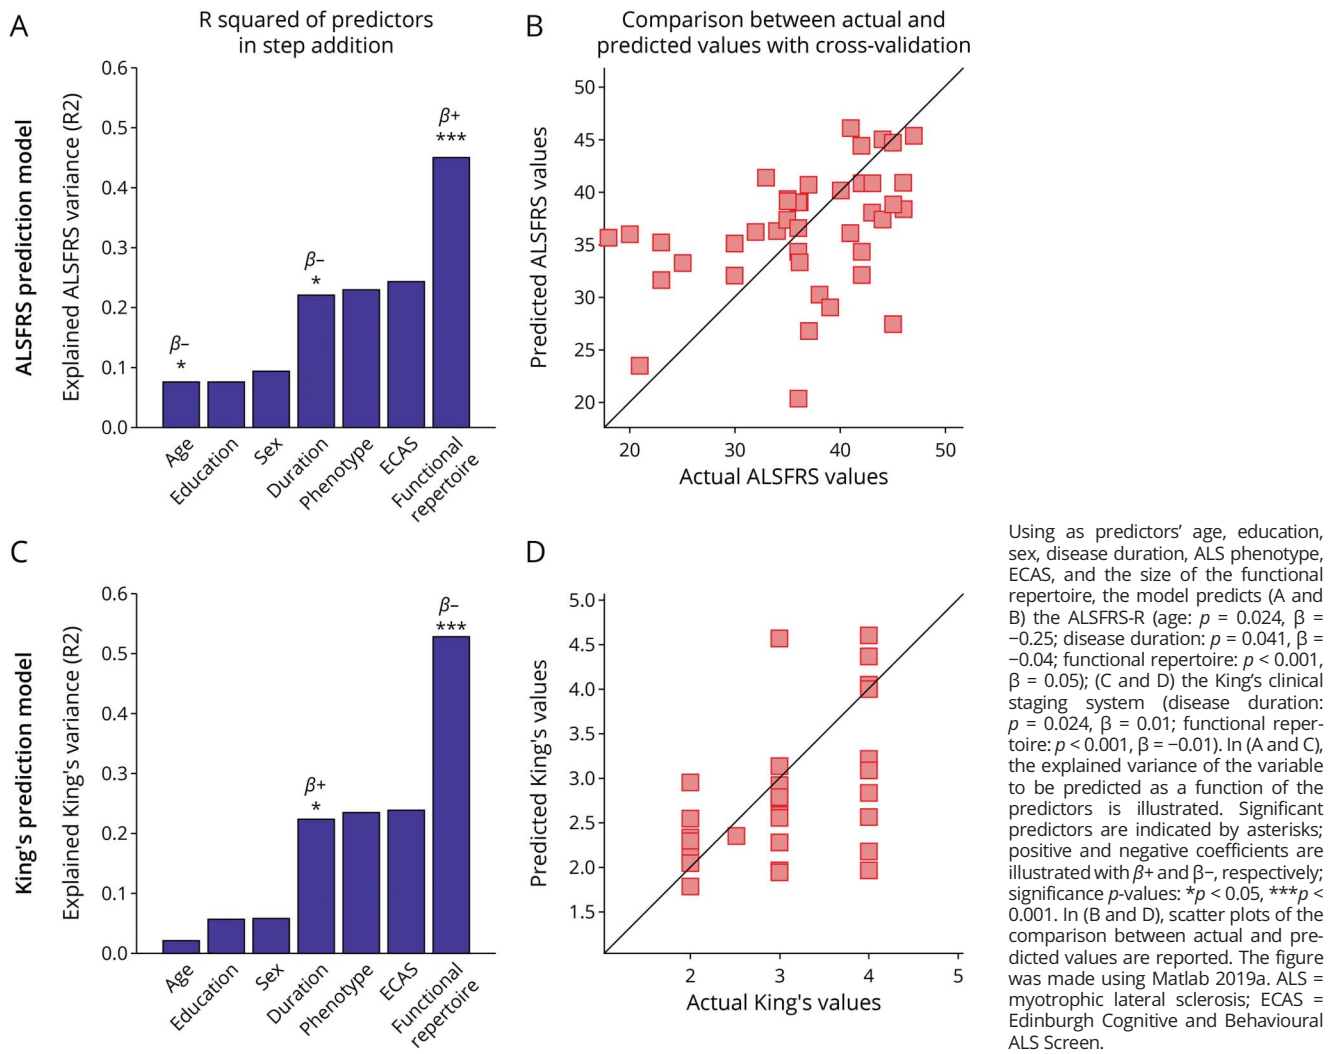 A
R squared of predictors
in step addition
ALSFRS prediction model
Explained ALSFRS variance (R2)
0.6
0.5
0.4
0.3
0.2
0.1
0.0
β−
*
β−
*
β+
***
Age
Education
Sex
Duration
Phenotype
ECAS
Functional
repertoire
B
Comparison between actual and
predicted values with cross-validation
Predicted ALSFRS values
50
45
40
35
30
25
20
20
30
40
50
Actual ALSFRS values
C
King's prediction model
Explained King's variance (R2)
0.6
0.5
0.4
0.3
0.2
0.1
0.0
β+
*
β−
***
Age
Education
Sex
Duration
Phenotype
ECAS
Functional
repertoire
D
Predicted King's values
5.0
4.0
3.5
3.0
2.5
2.0
1.5
2
3
4
5
Actual King's values
Using as predictors’ age, education,
sex, disease duration, ALS phenotype,
ECAS, and the size of the functional
repertoire, the model predicts (A and
B) the ALSFRS-R (age: p = 0.024, β =
−0.25; disease duration: p = 0.041, β =
−0.04; functional repertoire: p < 0.001,
β = 0.05); (C and D) the King’s clinical
staging system (disease duration:
p = 0.024, β = 0.01; functional reper-
toire: p < 0.001, β = −0.01). In (A and C),
the explained variance of the variable
to be predicted as a function of the
predictors is illustrated. Significant
predictors are indicated by asterisks;
positive and negative coefficients are
illustrated with β+ and β−, respectively;
significance p-values: *p < 0.05, ***p <
0.001. In (B and D), scatter plots of the
comparison between actual and pre-
dicted values are reported. The figure
was made using Matlab 2019a. ALS =
myotrophic lateral sclerosis; ECAS =
Edinburgh Cognitive and Behavioural
ALS Screen.